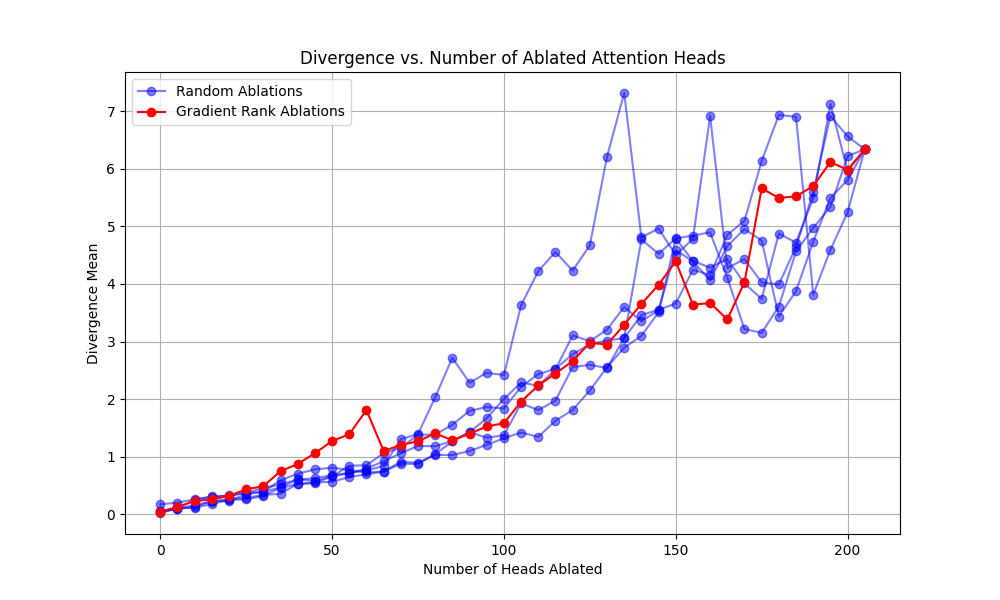 Divergence vs. Number of Ablated Attention Heads
Random Ablations
Gradient Rank Ablations
7
6
5
4
3
2
1
0
Divergence Mean
0 50 100 150 200
Number of Heads Ablated